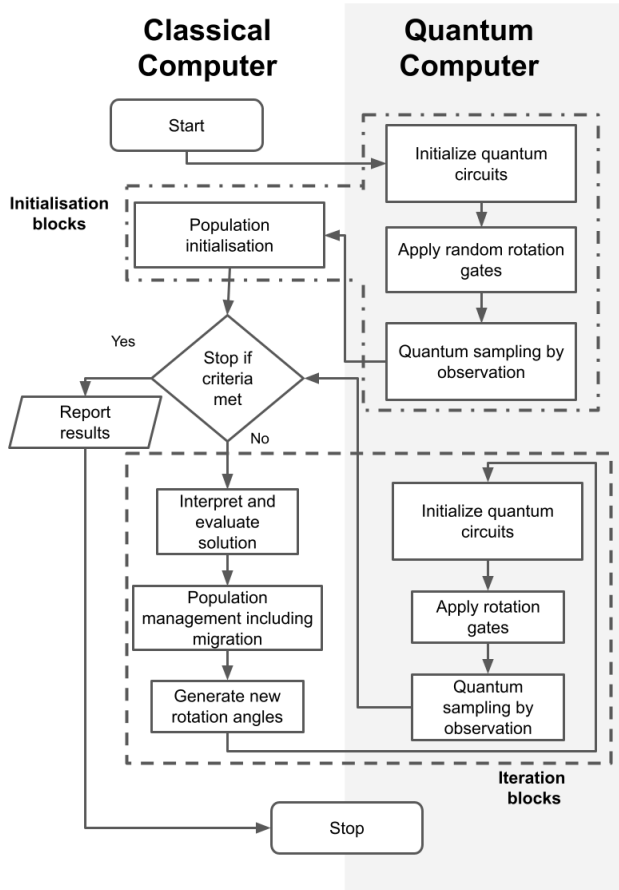 Classical
Computer
Quantum
Computer
Start
Initialize quantum
circuits
Initialisation
blocks
Population
initialisation
Apply random rotation
gates
Quantum sampling by
observation
Yes
Stop if
criteria
met
Report
results
No
Interpret and
evaluate
solution
Initialize quantum
circuits
Population
management including
migration
Apply rotation
gates
Generate new
rotation angles
Quantum
sampling by
observation
Iteration
blocks
Stop